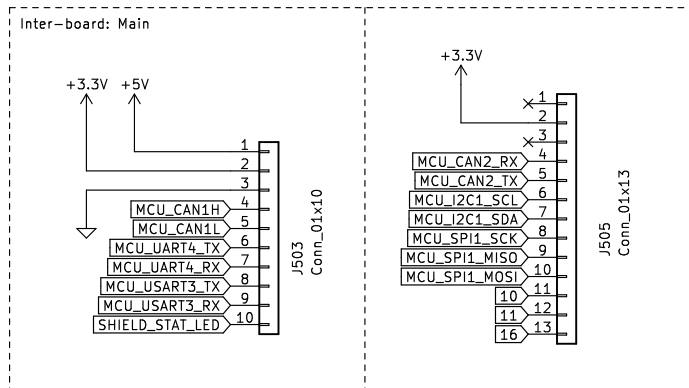 Inter-board: Main
+3.3V
+5V
1
2
3
MCU_CAN1H 4
MCU_CAN1L 5
MCU_UART4_TX 6
MCU_UART4_RX 7
MCU_USART3_TX 8
MCU_USART3_RX 9
SHIELD_STAT_LED 10
J503
Conn_01x10
+3.3V
1
2
3
MCU_CAN2_RX 4
MCU_CAN2_TX 5
MCU_I2C1_SCL 6
MCU_I2C1_SDA 7
MCU_SPI1_SCK 8
MCU_SPI1_MISO 9
MCU_SPI1_MOSI 10
10 11
11 12
16 13
J505
Conn_01x13